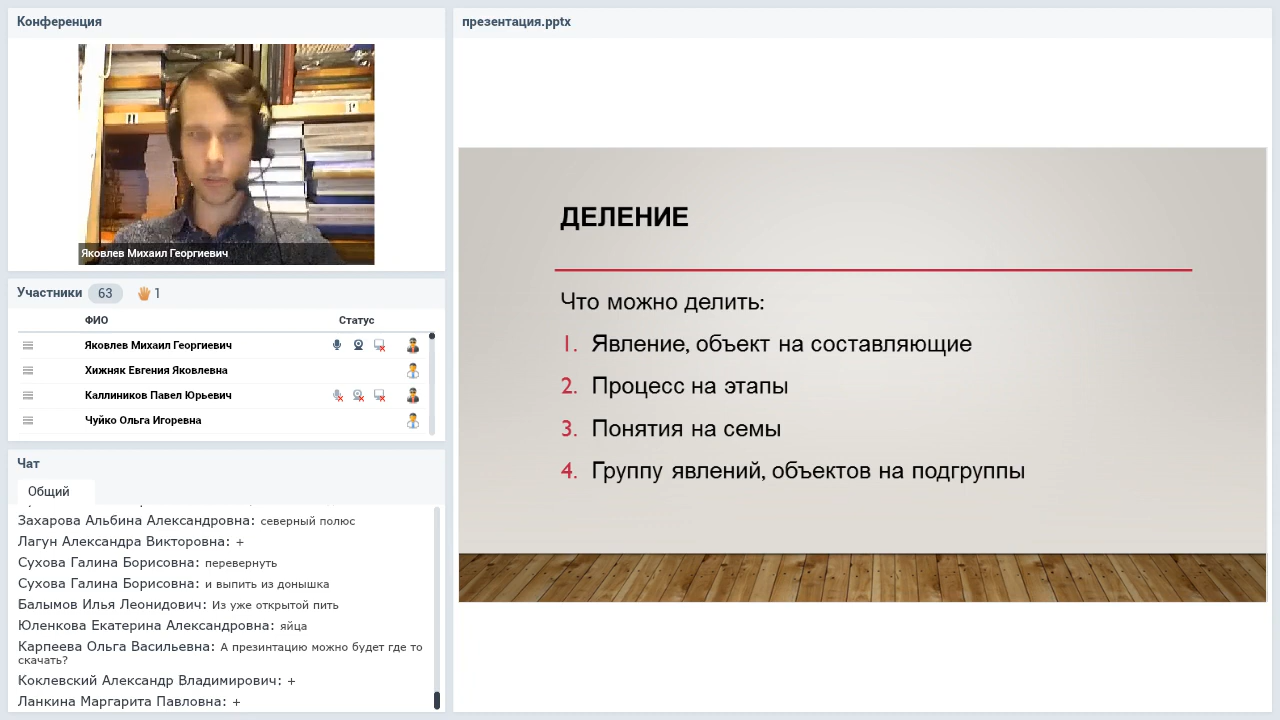 Конференция
Яковлев Михаил Георгиевич
Участники 63 1
ФИО Статус
Яковлев Михаил Георгиевич
Хижняк Евгения Яковлевна
Каллиников Павел Юрьевич
Чуйко Ольга Игоревна
Чат
Общий
Захарова Альбина Александровна: северный полюс
Лагун Александра Викторовна: +
Сухова Галина Борисовна: перевернуть
Сухова Галина Борисовна: и выпить из донышка
Балымов Илья Леонидович: Из уже открытой пить
Юленкова Екатерина Александровна: яйца
Карпеева Ольга Васильевна: А презинтацию можно будет где то
скачать?
Коклевский Александр Владимирович: +
Ланкина Маргарита Павловна: +
презентация.pptx
ДЕЛЕНИЕ
Что можно делить:
1. Явление, объект на составляющие
2. Процесс на этапы
3. Понятия на семы
4. Группу явлений, объектов на подгруппы